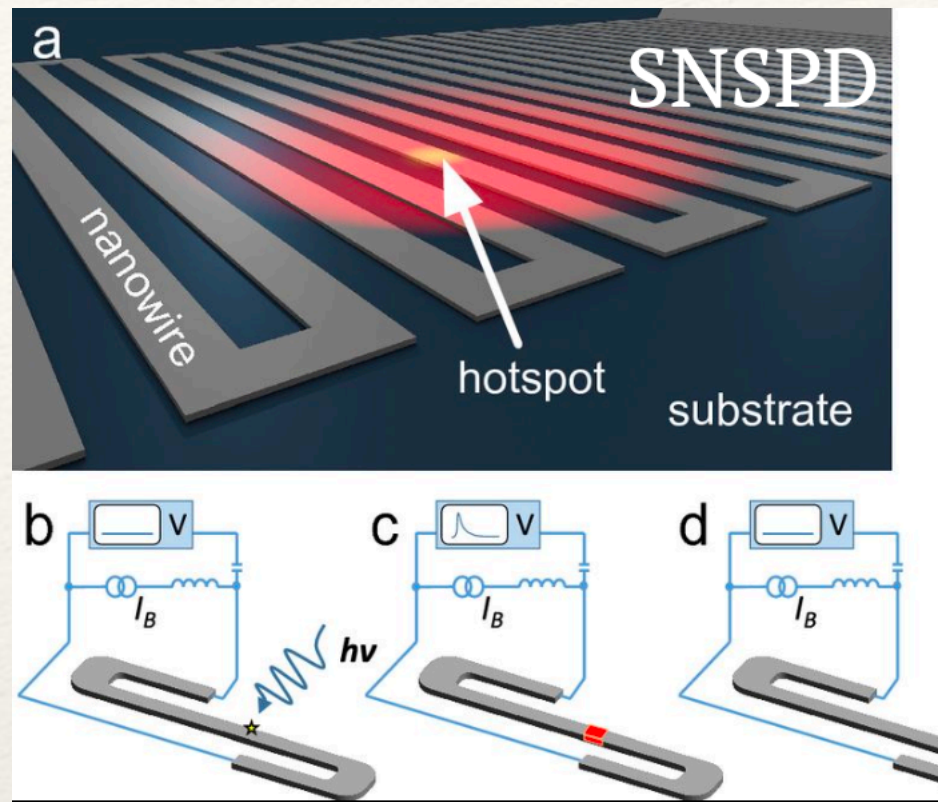 a
SNSPD
nanowire
hotspot
substrate
b
V
I_B
hν
c
V
I_B
d
V
I_B